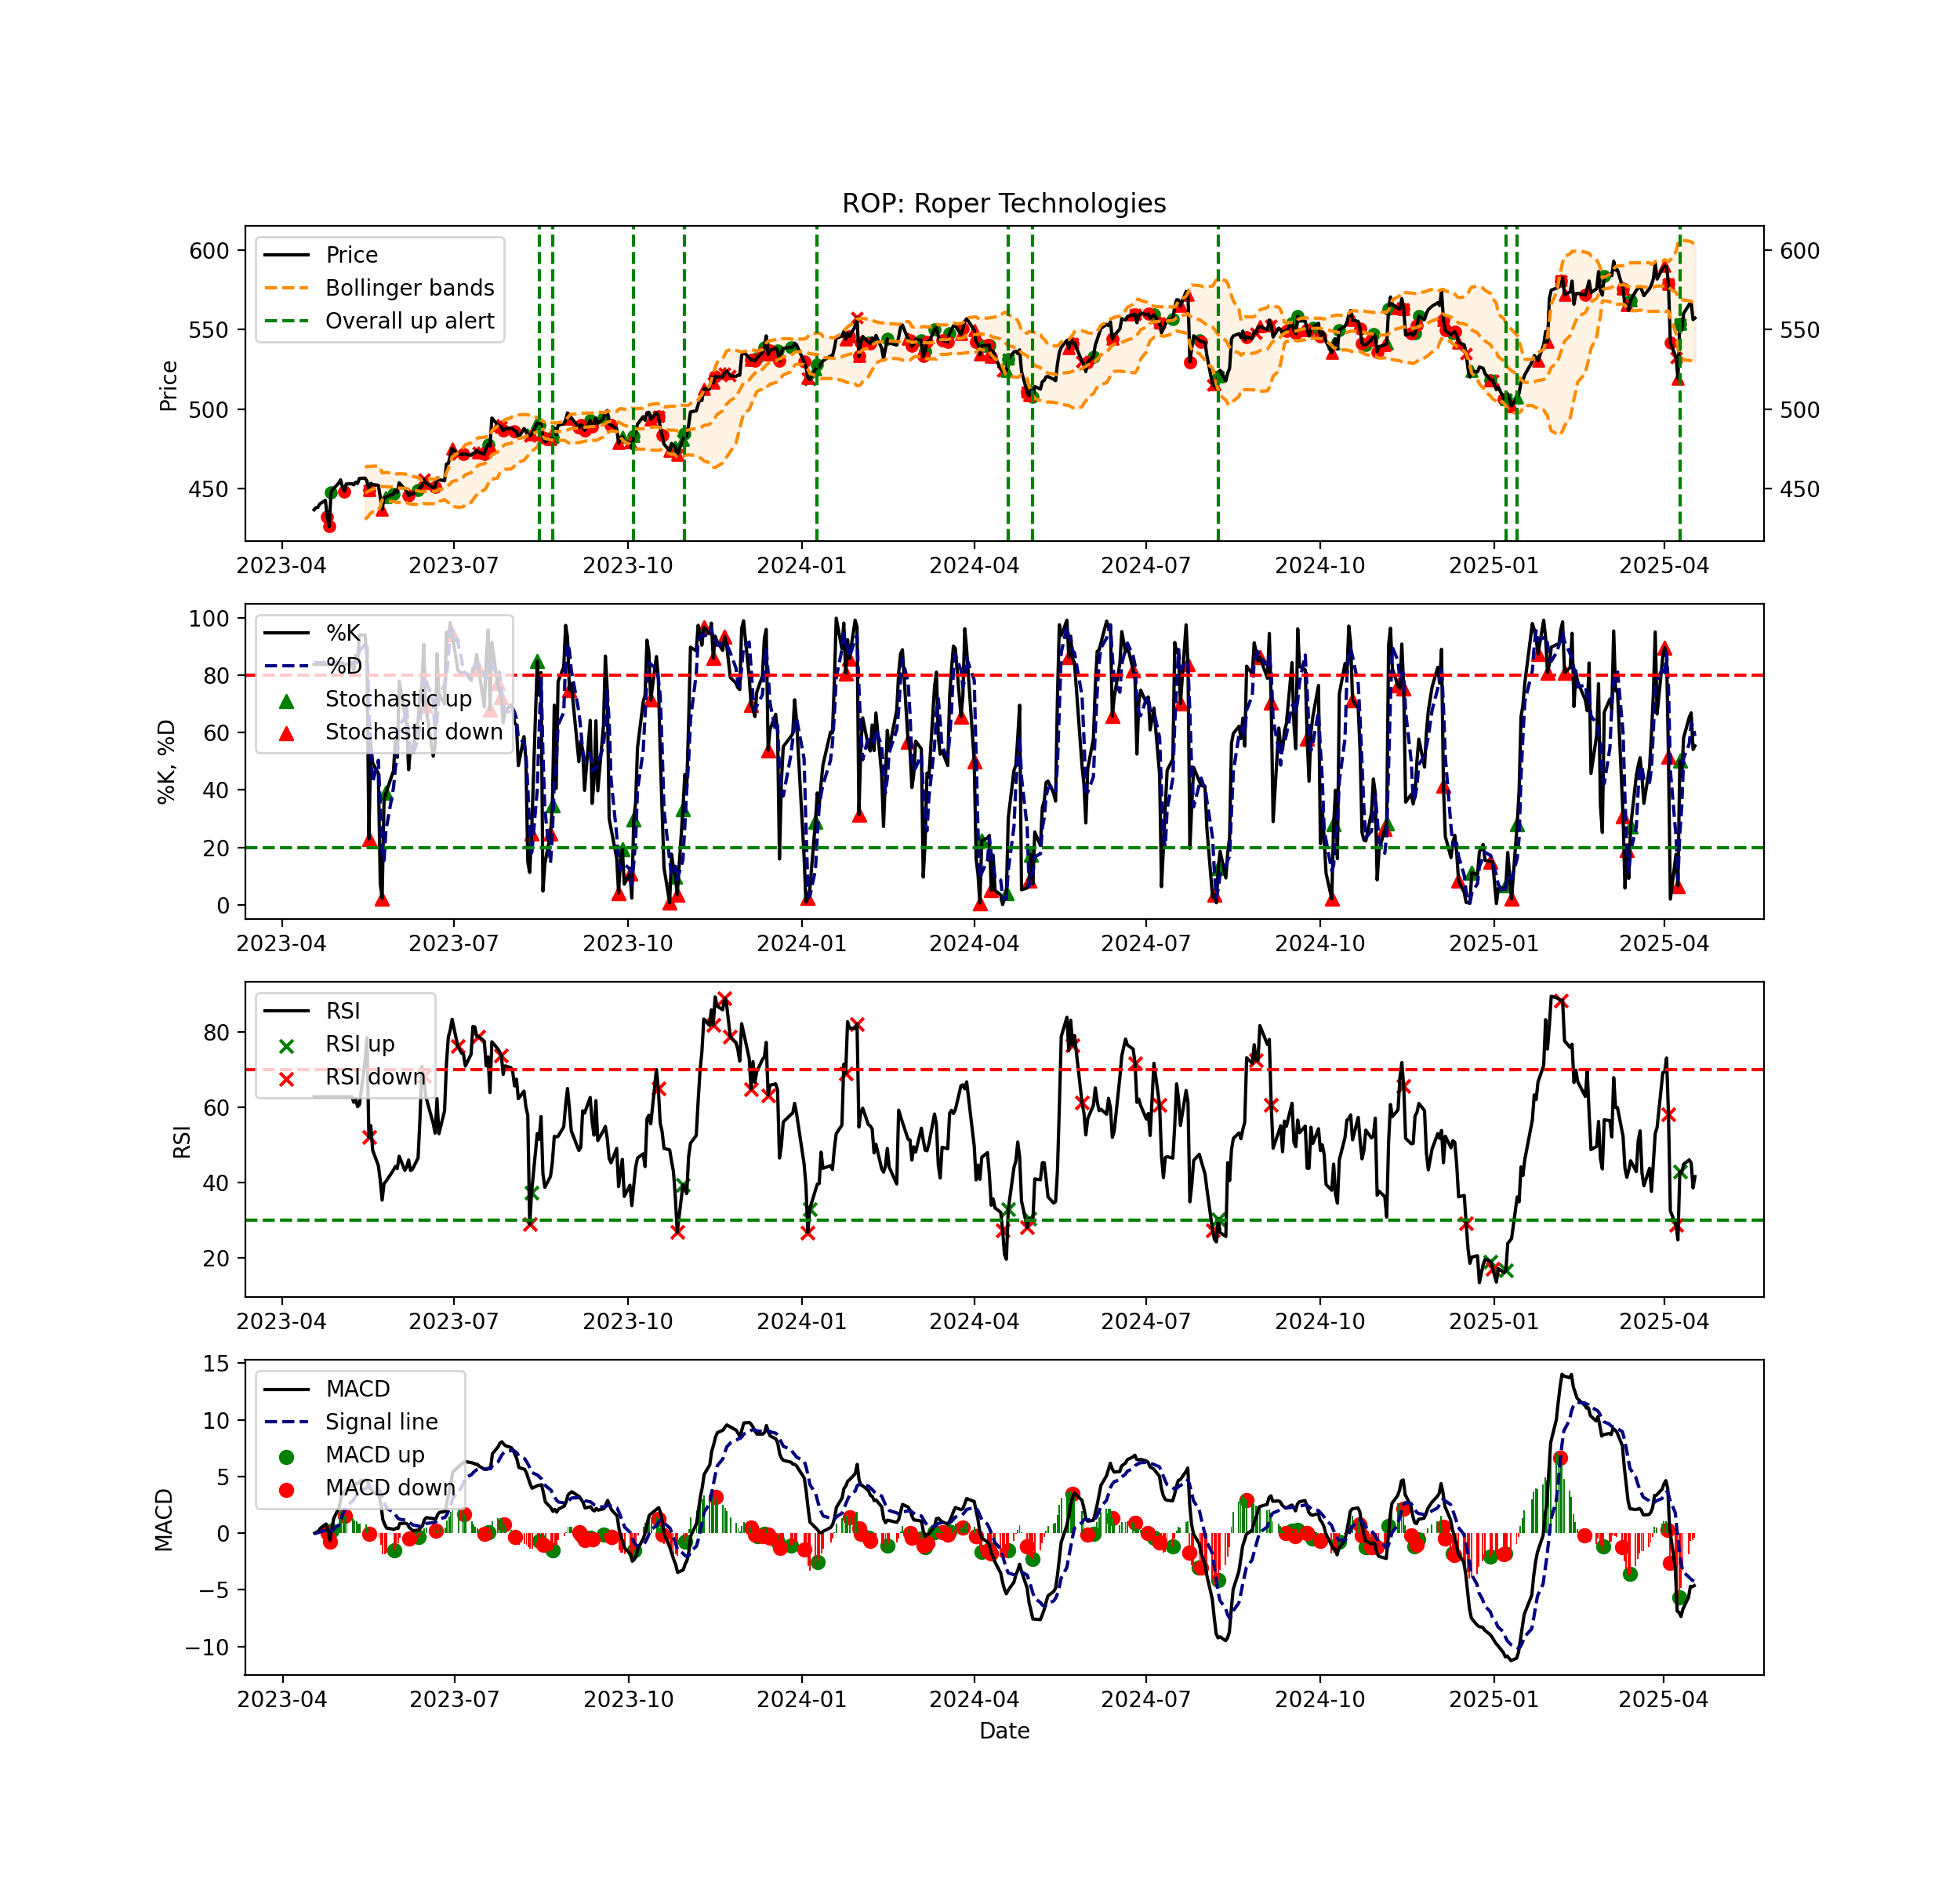 ROP: Roper Technologies
Price
Bollinger bands
Overall up alert
600
550
500
450
600
550
500
450
Price
2023-04 2023-07 2023-10 2024-01 2024-04 2024-07 2024-10 2025-01 2025-04
%K
%D
Stochastic up
Stochastic down
100
80
60
40
20
0
%K, %D
2023-04 2023-07 2023-10 2024-01 2024-04 2024-07 2024-10 2025-01 2025-04
RSI
RSI up
RSI down
80
60
40
20
RSI
2023-04 2023-07 2023-10 2024-01 2024-04 2024-07 2024-10 2025-01 2025-04
MACD
Signal line
MACD up
MACD down
15
10
5
0
−5
−10
MACD
2023-04 2023-07 2023-10 2024-01 2024-04 2024-07 2024-10 2025-01 2025-04
Date